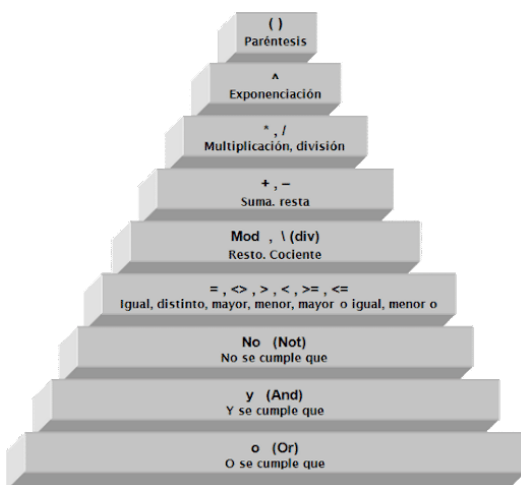 ( )
Paréntesis
^
Exponenciación
* , /
Multiplicación, división
+ , –
Suma. resta
Mod , \ (div)
Resto. Cociente
= , <> , > , < , >= , <=
Igual, distinto, mayor, menor, mayor o igual, menor o
No (Not)
No se cumple que
y (And)
Y se cumple que
o (Or)
O se cumple que